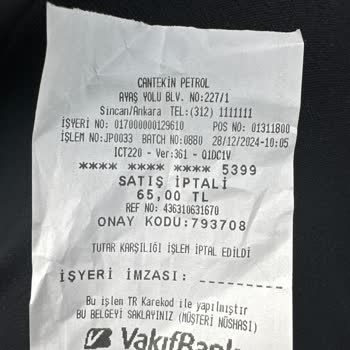 CANTEKİN PETROL
AYAŞ YOLU BLV. NO:227/1
Sincan/Ankara TEL:(312) 1111111
İŞYERİ NO: 017000000129610 POS NO: 01311800
İŞLEM NO:JP0033 BATCH NO:0880 28/12/2024-10:05
ICT220 - Ver:361 - Q1DC1V
**** **** **** 5399
SATIŞ İPTALİ
65,00 TL
REF NO: 436310631670
ONAY KODU:793708
TUTAR KARŞILIĞI İŞLEM İPTAL EDİLDİ
İŞYERİ İMZASI: _ _ _ _ _ _ _
Bu işlem TR Karekod ile yapılmıştır
BU BELGEYİ SAKLAYINIZ (MÜŞTERİ NÜSHASI)
VakıfBank